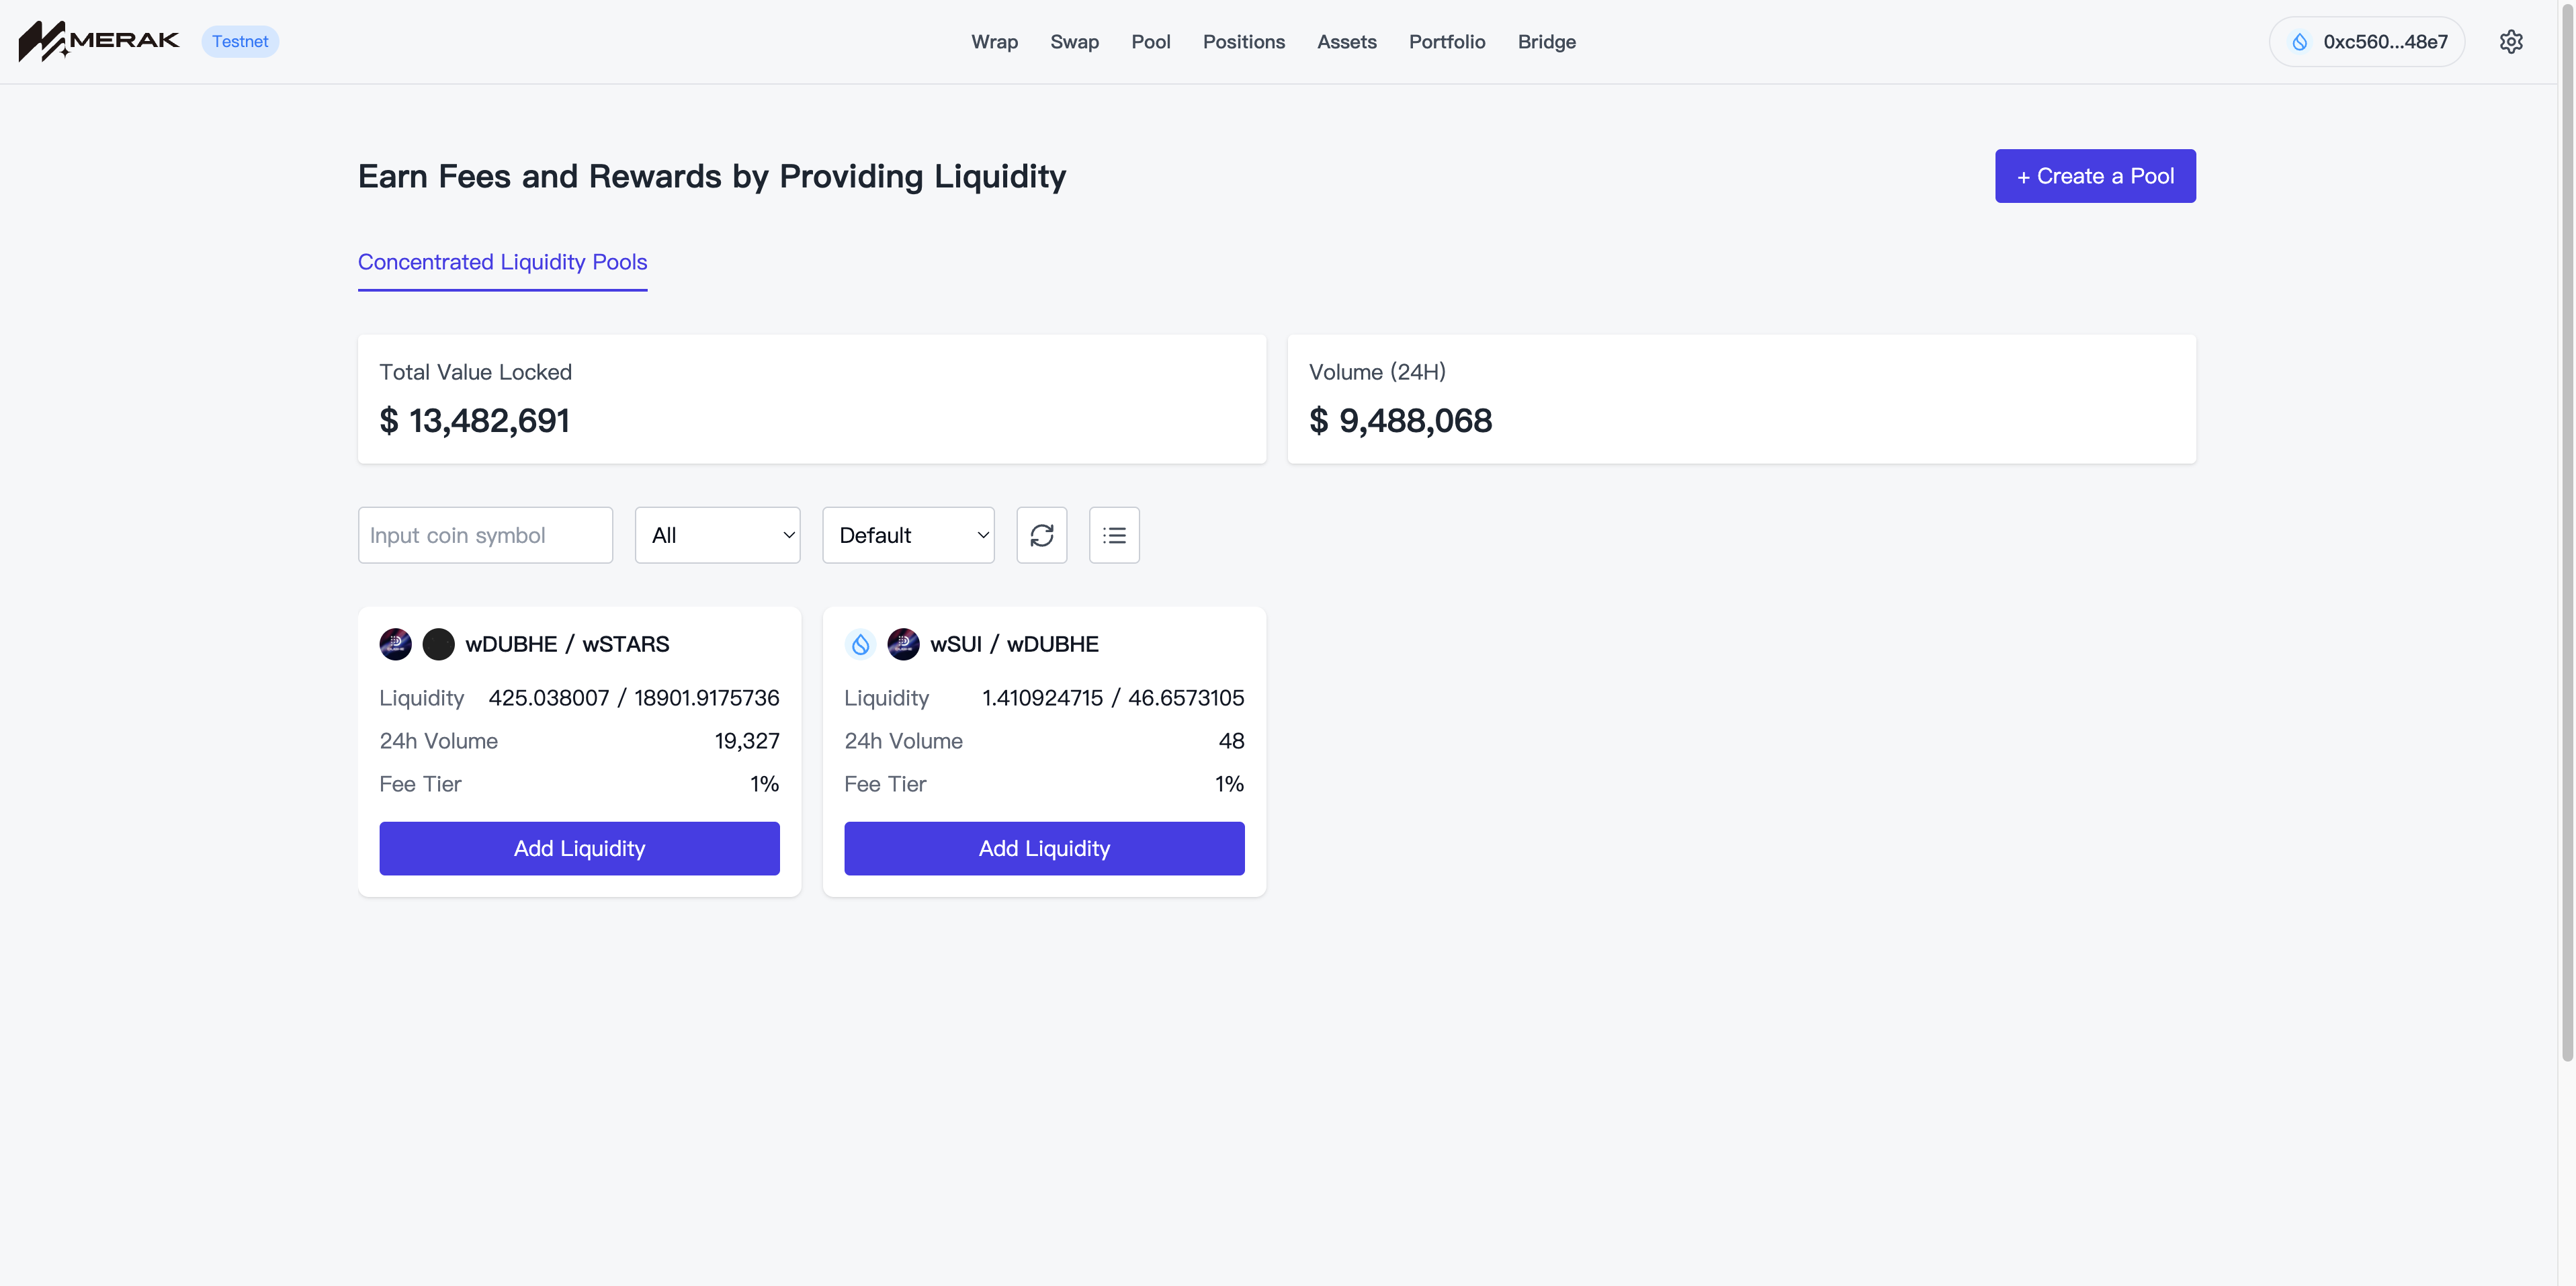 MERAK Testnet Wrap Swap Pool Positions Assets Portfolio Bridge 0xc560...48e7
Earn Fees and Rewards by Providing Liquidity + Create a Pool
Concentrated Liquidity Pools
Total Value Locked
$ 13,482,691
Volume (24H)
$ 9,488,068
Input coin symbol All Default
wDUBHE / wSTARS
Liquidity 425.038007 / 18901.9175736
24h Volume 19,327
Fee Tier 1%
Add Liquidity
wSUI / wDUBHE
Liquidity 1.410924715 / 46.6573105
24h Volume 48
Fee Tier 1%
Add Liquidity